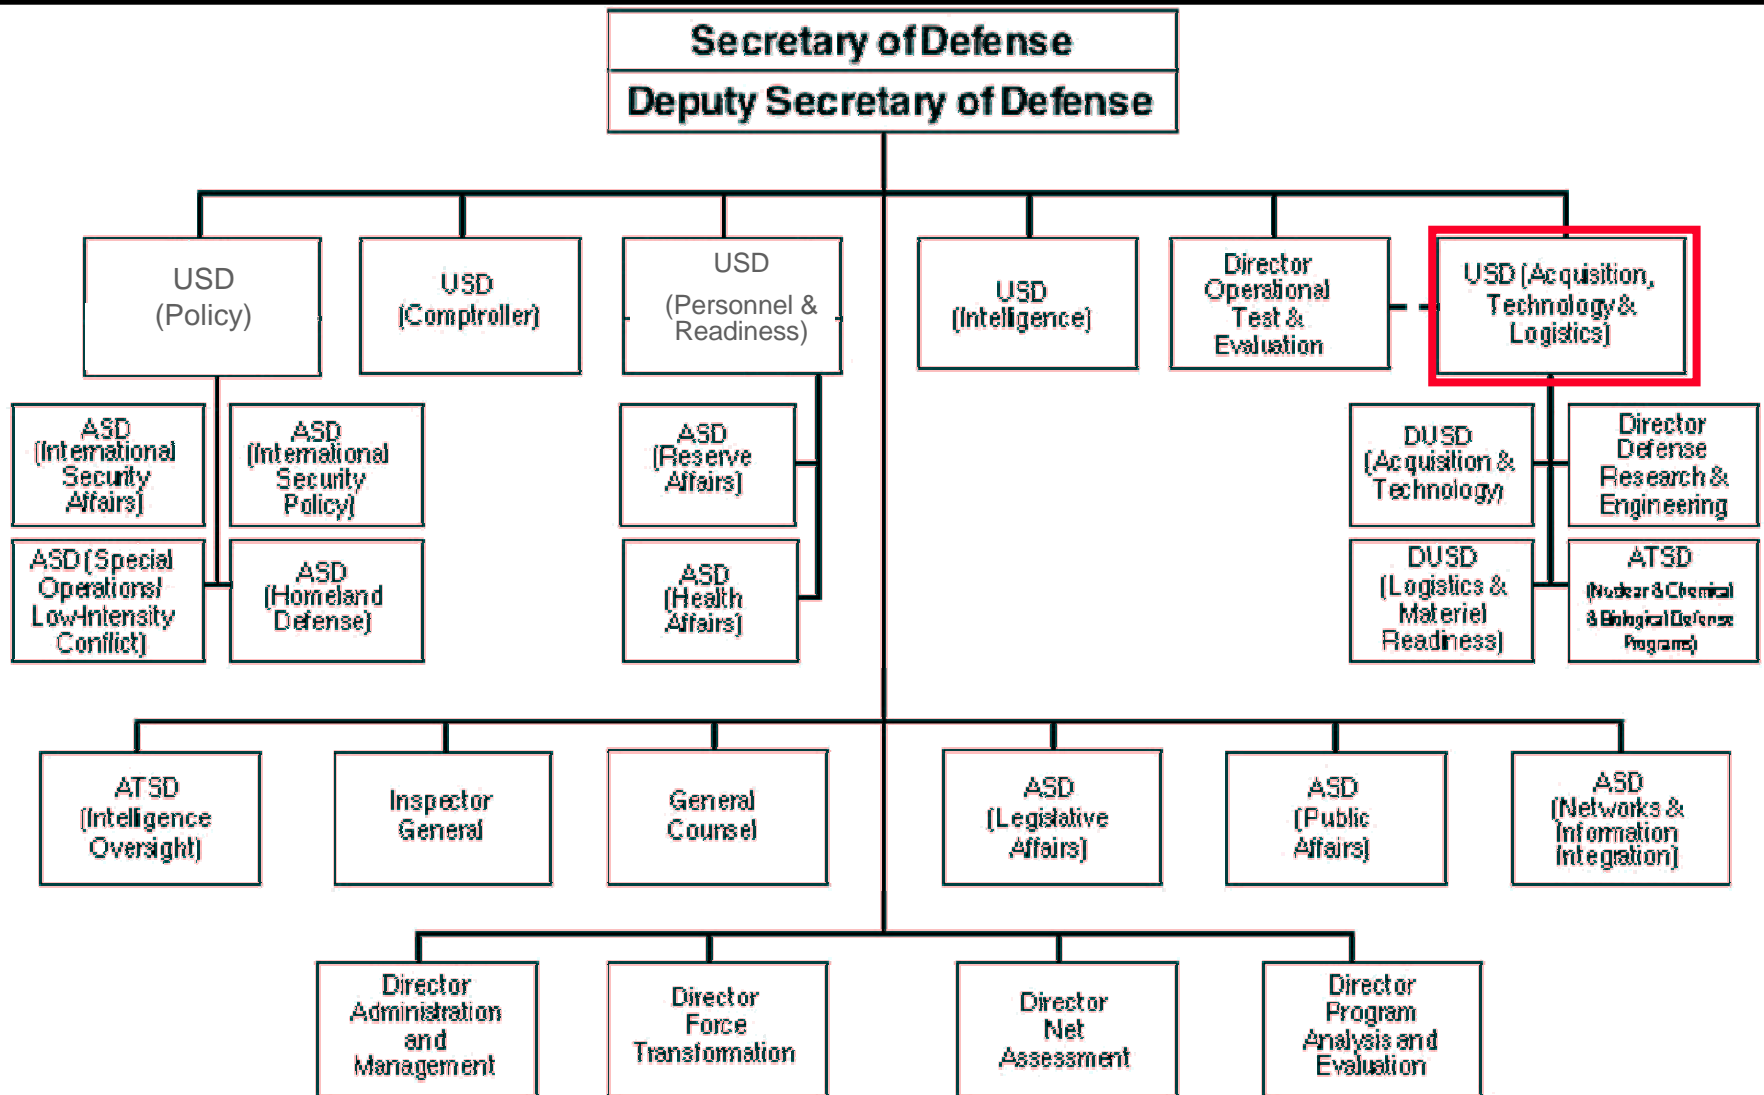 Secretary of Defense
Deputy Secretary of Defense
USD
(Policy)
USD
(Comptroller)
USD
(Personnel &
Readiness)
USD
(Intelligence)
Director
Operational
Test &
Evaluation
USD (Acquisition,
Technology &
Logistics)
ASD
(International
Security
Affairs)
ASD
(International
Security
Policy)
ASD
(Reserve
Affairs)
DUSD
(Acquisition &
Technology)
Director
Defense
Research &
Engineering
ASD (Special
Operations/
Low-Intensity
Conflict)
ASD
(Homeland
Defense)
ASD
(Health
Affairs)
DUSD
(Logistics &
Materiel
Readiness)
ATSD
(Nuclear & Chemical
& Biological Defense
Programs)
ATSD
(Intelligence
Oversight)
Inspector
General
General
Counsel
ASD
(Legislative
Affairs)
ASD
(Public
Affairs)
ASD
(Networks &
Information
Integration)
Director
Administration
and
Management
Director
Force
Transformation
Director
Net
Assessment
Director
Program
Analysis and
Evaluation